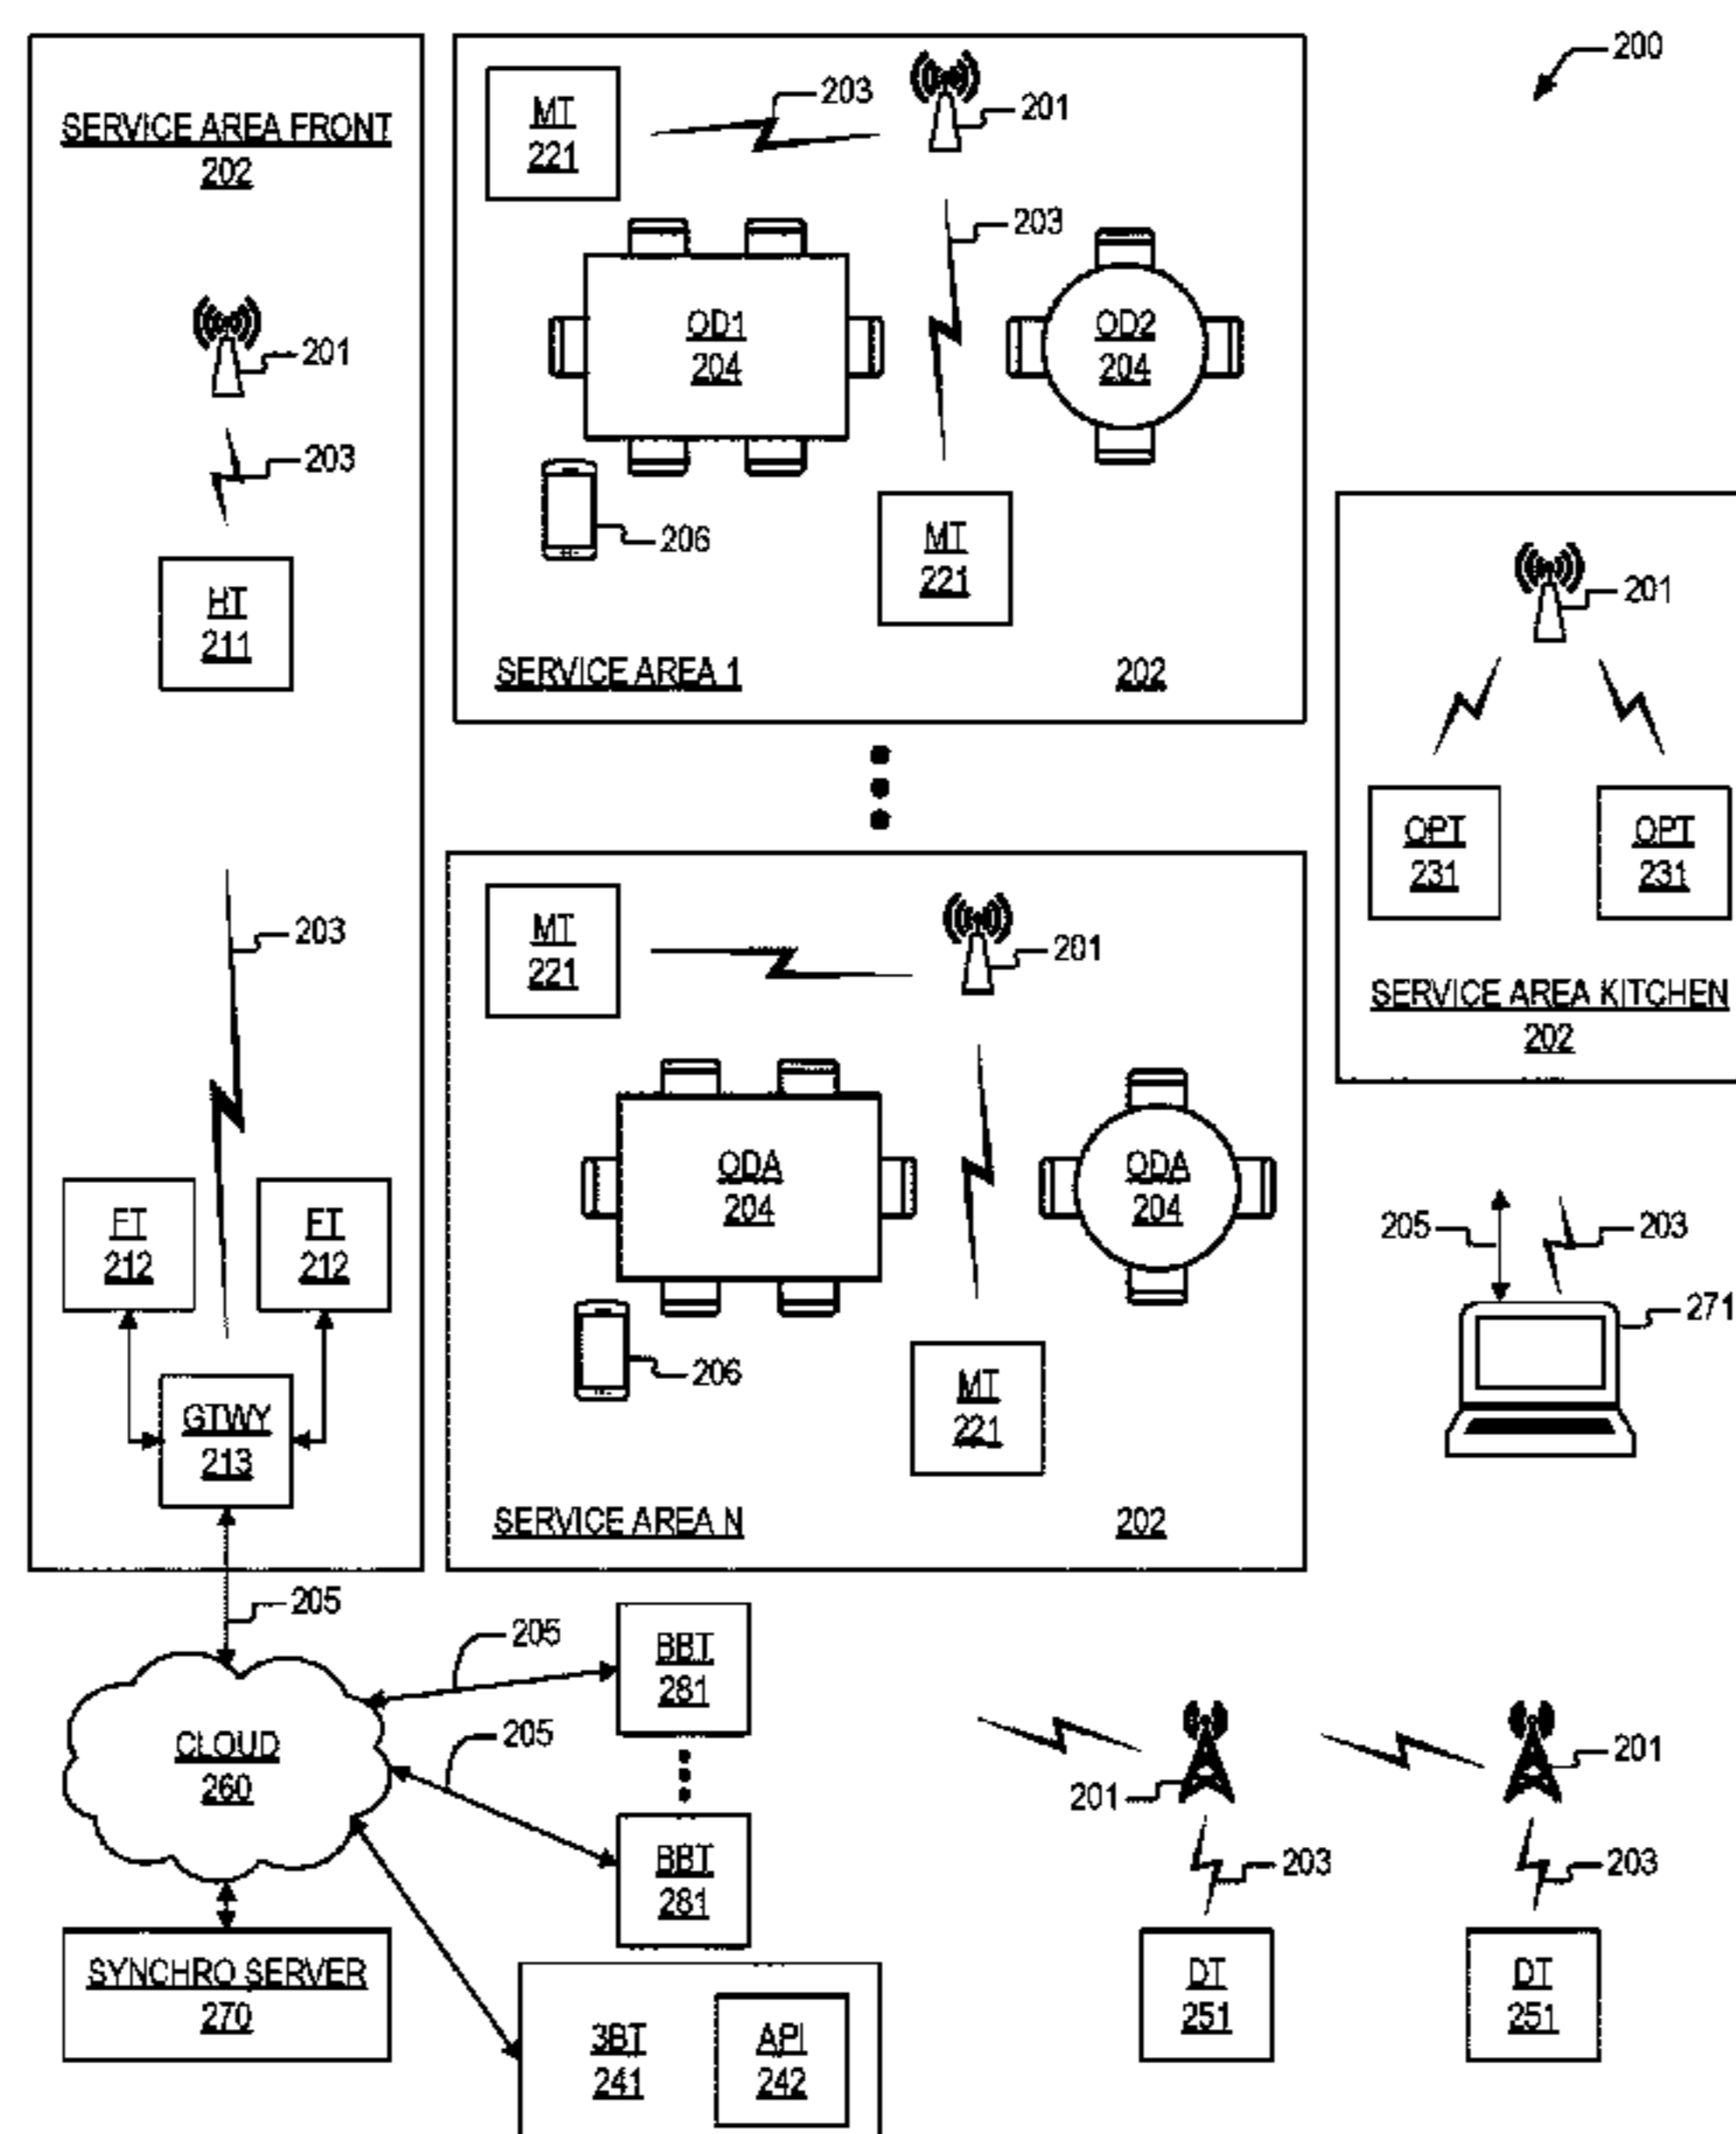 200
SERVICE AREA FRONT
202
201
203
HT
211
203
FT
212
FT
212
GTWY
213
205
MT
221
203
201
203
OD1
204
OD2
204
206
MT
221
SERVICE AREA 1
202
MT
221
201
ODA
204
ODA
204
206
MT
221
SERVICE AREA N
202
201
OPT
231
OPT
231
SERVICE AREA KITCHEN
202
205
203
271
CLOUD
260
205
BBT
281
205
BBT
281
SYNCHRO SERVER
270
3BT
241
API
242
201
203
DT
251
201
203
DT
251